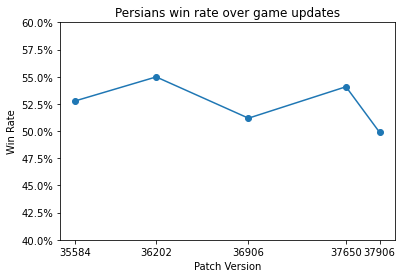 Persians win rate over game updates
60.0%
57.5%
55.0%
52.5%
50.0%
47.5%
45.0%
42.5%
40.0%
Win Rate
35584 36202 36906 37650 37906
Patch Version